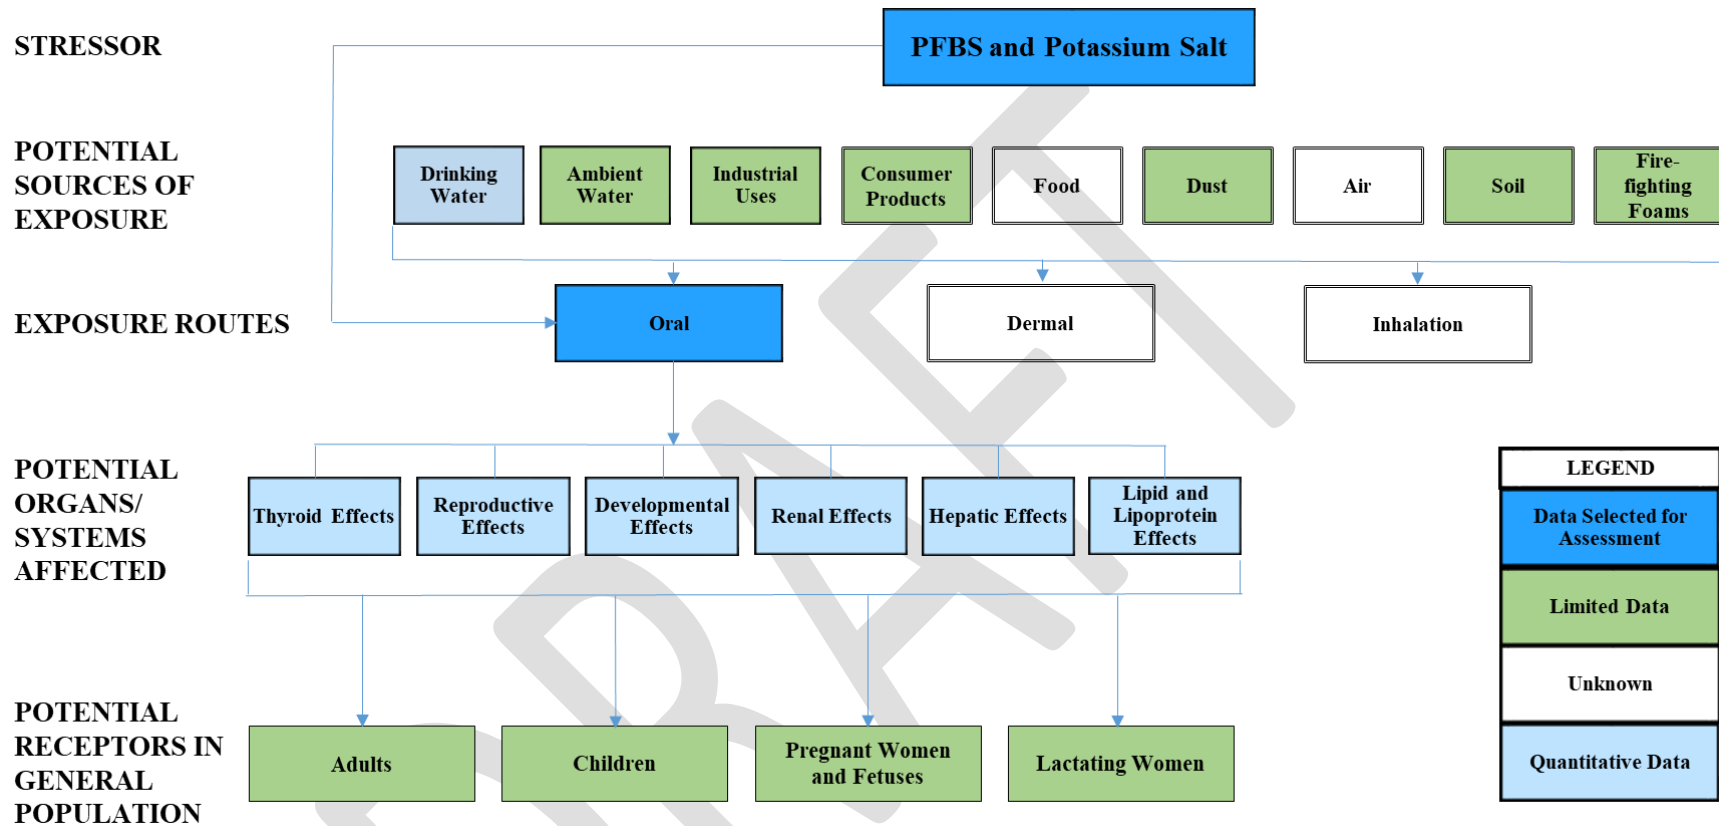 STRESSOR
PFBS and Potassium Salt
POTENTIAL
SOURCES OF
EXPOSURE
Drinking
Water
Ambient
Water
Industrial
Uses
Consumer
Products
Food
Dust
Air
Soil
Fire-
fighting
Foams
EXPOSURE ROUTES
Oral
Dermal
Inhalation
POTENTIAL
ORGANS/
SYSTEMS
AFFECTED
Thyroid Effects
Reproductive
Effects
Developmental
Effects
Renal Effects
Hepatic Effects
Lipid and
Lipoprotein
Effects
LEGEND
Data Selected for
Assessment
Limited Data
Unknown
Quantitative Data
POTENTIAL
RECEPTORS IN
GENERAL
POPULATION
Adults
Children
Pregnant Women
and Fetuses
Lactating Women
DRAFT